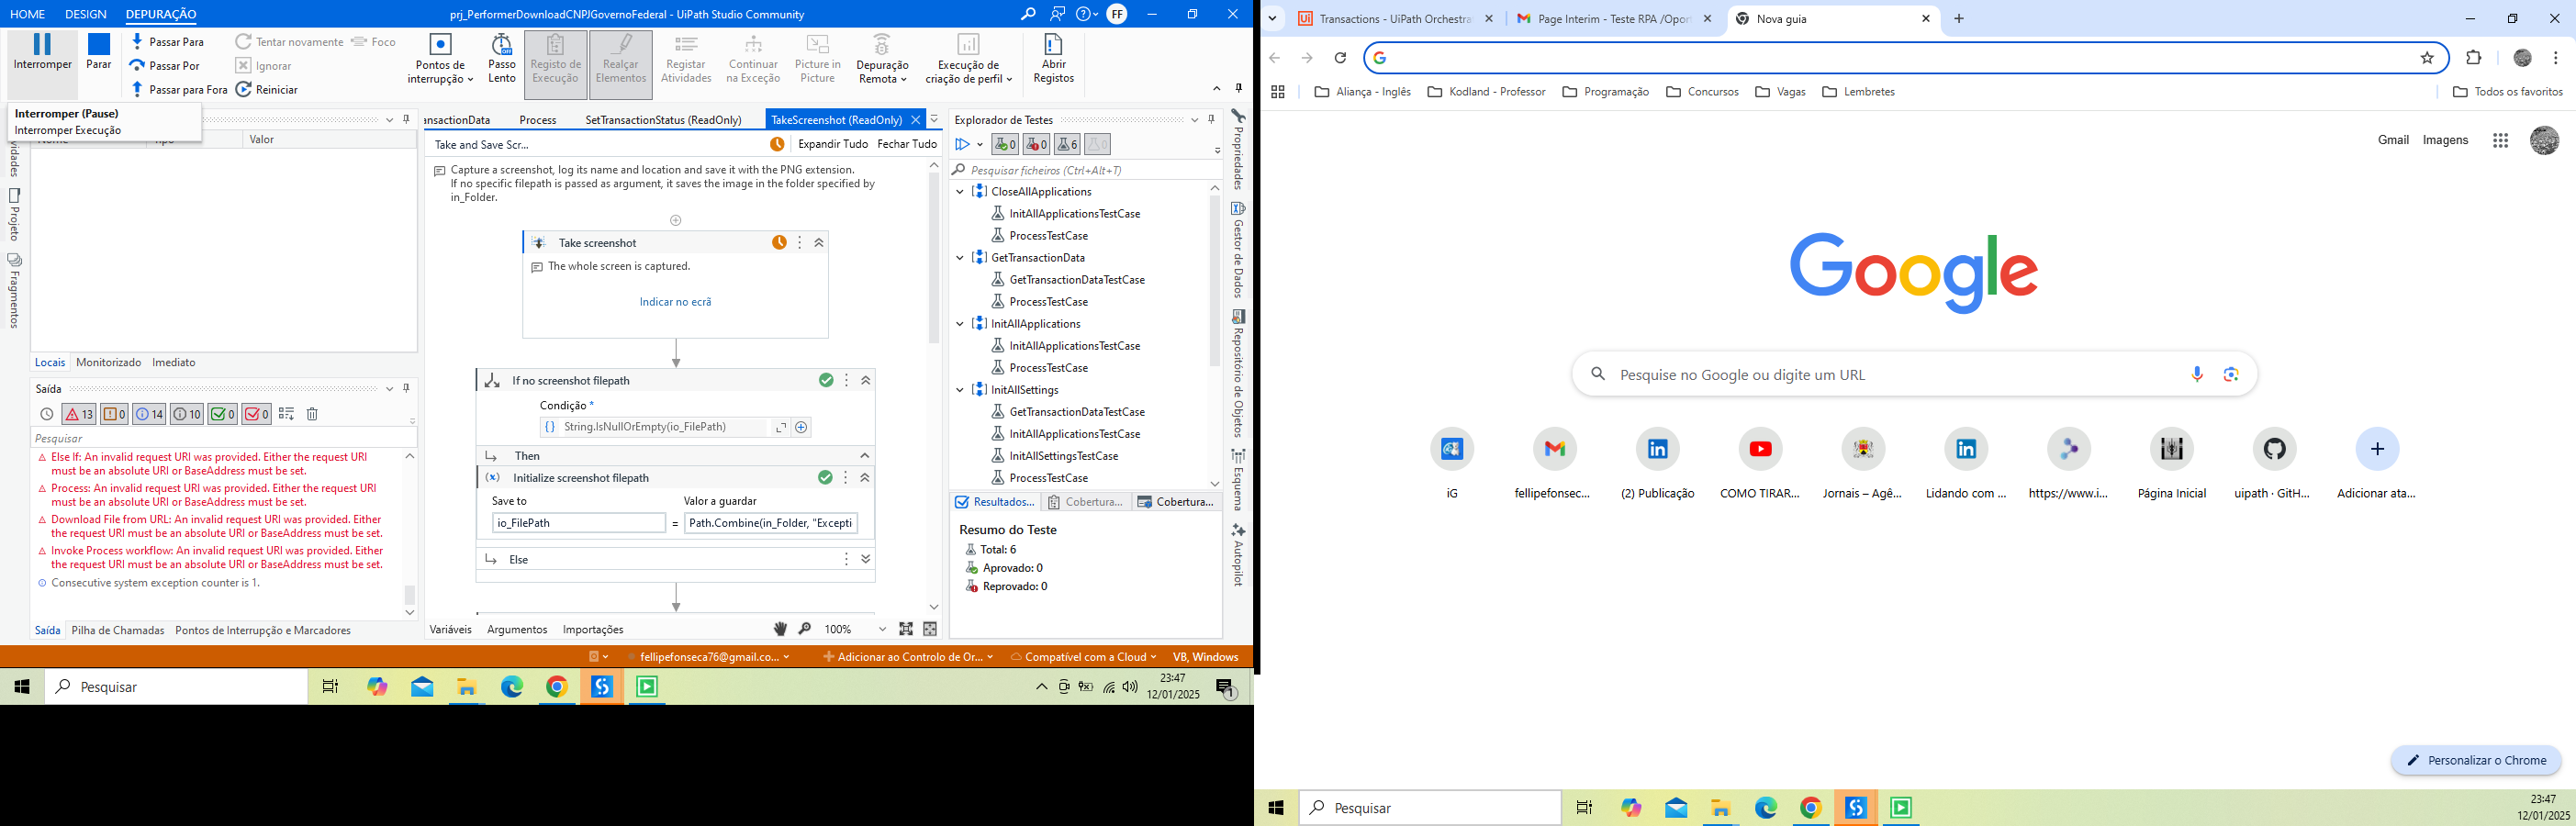 HOME DESIGN DEPURAÇÃO prj_PerformerDownloadCNPJGovernoFederal - UiPath Studio Community FF
Interromper
Parar
Passar Para
Passar Por
Passar para Fora
Tentar novamente
Foco
Ignorar
Reiniciar
Pontos de
interrupção
Passo
Lento
Registo de
Execução
Realçar
Elementos
Registar
Atividades
Continuar
na Exceção
Picture in
Picture
Depuração
Remota
Execução de
criação de perfil
Abrir
Registos
Interromper (Pause)
Interromper Execução
Valor
Projeto
Fragmentos
Locais Monitorizado Imediato
Saída
13 0 14 10 0 0
Pesquisar
Else If: An invalid request URI was provided. Either the request URI
must be an absolute URI or BaseAddress must be set.
Process: An invalid request URI was provided. Either the request URI
must be an absolute URI or BaseAddress must be set.
Download File from URL: An invalid request URI was provided. Either
the request URI must be an absolute URI or BaseAddress must be set.
Invoke Process workflow: An invalid request URI was provided. Either
the request URI must be an absolute URI or BaseAddress must be set.
Consecutive system exception counter is 1.
Saída Pilha de Chamadas Pontos de Interrupção e Marcadores
ansactionData Process SetTransactionStatus (ReadOnly) TakeScreenshot (ReadOnly)
Take and Save Scr... Expandir Tudo Fechar Tudo
Capture a screenshot, log its name and location and save it with the PNG extension.
If no specific filepath is passed as argument, it saves the image in the folder specified by
in_Folder.
Take screenshot
The whole screen is captured.
Indicar no ecrã
If no screenshot filepath
Condição *
String.IsNullOrEmpty(io_FilePath)
Then
Initialize screenshot filepath
Save to Valor a guardar
io_FilePath = Path.Combine(in_Folder, "Excepti
Else
Variáveis Argumentos Importações 100%
Explorador de Testes
0 0 6 0
Pesquisar ficheiros (Ctrl+Alt+T)
CloseAllApplications
InitAllApplicationsTestCase
ProcessTestCase
GetTransactionData
GetTransactionDataTestCase
ProcessTestCase
InitAllApplications
InitAllApplicationsTestCase
ProcessTestCase
InitAllSettings
GetTransactionDataTestCase
InitAllApplicationsTestCase
InitAllSettingsTestCase
ProcessTestCase
Resultados... Cobertura... Cobertura...
Resumo do Teste
Total: 6
Aprovado: 0
Reprovado: 0
Propriedades
Gestor de Dados
Repositório de Objetos
Esquema
Autopilot
fellipefonseca76@gmail.co... Adicionar ao Controlo de Or... Compatível com a Cloud VB, Windows
Pesquisar
23:47
12/01/2025
1
Transactions - UiPath Orchestra Page Interim - Teste RPA /Opor Nova guia
Aliança - Inglês Kodland - Professor Programação Concursos Vagas Lembretes Todos os favoritos
Gmail Imagens
Google
Pesquise no Google ou digite um URL
iG fellipefonsec... (2) Publicação COMO TIRAR... Jornais – Agê... Lidando com ... https://www.i... Página Inicial uipath · GitH... Adicionar ata...
Personalizar o Chrome
Pesquisar
23:47
12/01/2025